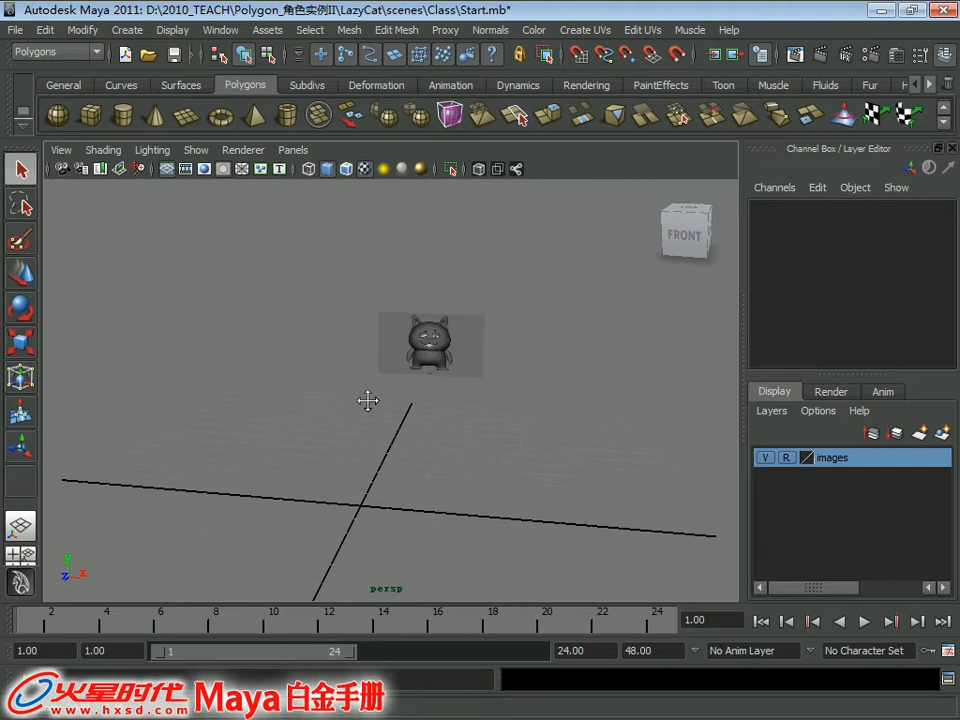 Autodesk Maya 2011: D:\2010_TEACH\Polygon_角色实例II\LazyCat\scenes\Class\Start.mb*
File Edit Modify Create Display Window Assets Select Mesh Edit Mesh Proxy Normals Color Create UVs Edit UVs Muscle Help
Polygons
General Curves Surfaces Polygons Subdivs Deformation Animation Dynamics Rendering PaintEffects Toon Muscle Fluids Fur
View Shading Lighting Show Renderer Panels
Channel Box / Layer Editor
Channels Edit Object Show
FRONT
Display Render Anim
Layers Options Help
V R images
persp
y
z x
2 4 6 8 10 12 14 16 18 20 22 24
1.00
1.00 1.00 1 24 24.00 48.00 No Anim Layer No Character Set
火星时代
www.hxsd.com
Maya 白金手册